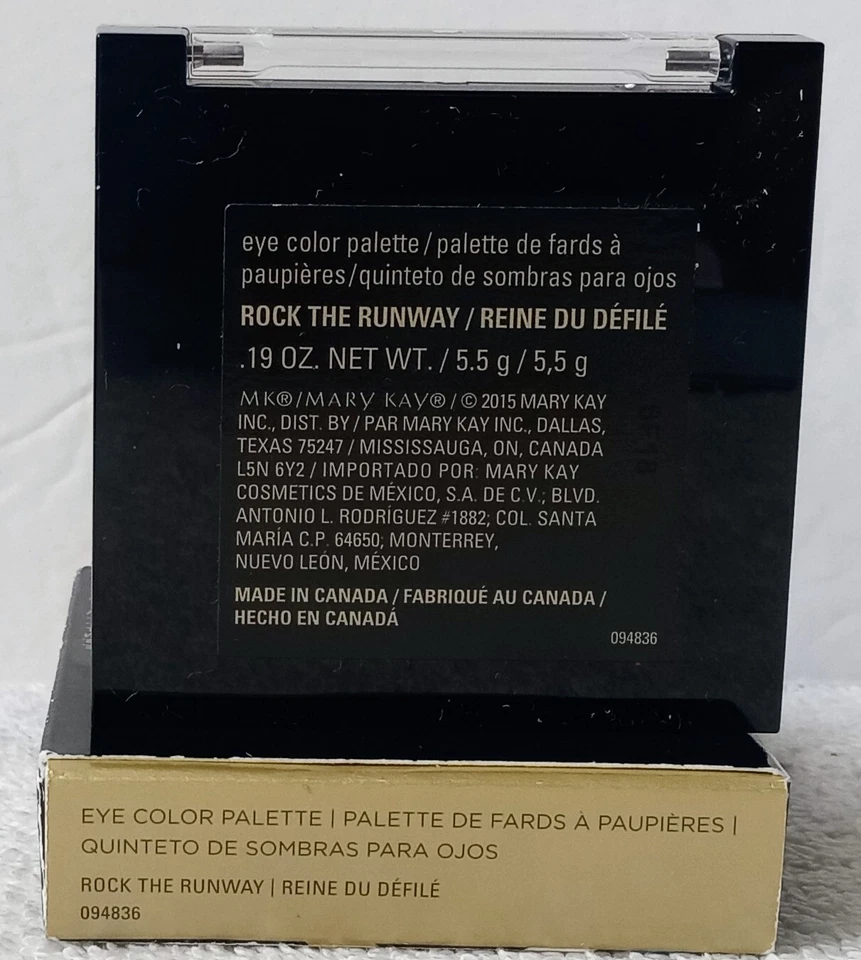 eye color palette / palette de fards à
paupières/quinteto de sombras para ojos
ROCK THE RUNWAY / REINE DU DÉFILÉ
.19 OZ. NET WT. / 5.5 g / 5,5 g
MK®/MARY KAY®/ © 2015 MARY KAY
INC., DIST. BY / PAR MARY KAY INC., DALLAS,
TEXAS 75247 / MISSISSAUGA, ON, CANADA
L5N 6Y2 / IMPORTADO POR: MARY KAY
COSMETICS DE MÉXICO, S.A. DE C.V.; BLVD.
ANTONIO L. RODRÍGUEZ #1882; COL. SANTA
MARÍA C.P. 64650; MONTERREY,
NUEVO LEÓN, MÉXICO
MADE IN CANADA / FABRIQUÉ AU CANADA /
HECHO EN CANADÁ
094836
EYE COLOR PALETTE | PALETTE DE FARDS À PAUPIÈRES |
QUINTETO DE SOMBRAS PARA OJOS
ROCK THE RUNWAY | REINE DU DÉFILÉ
094836